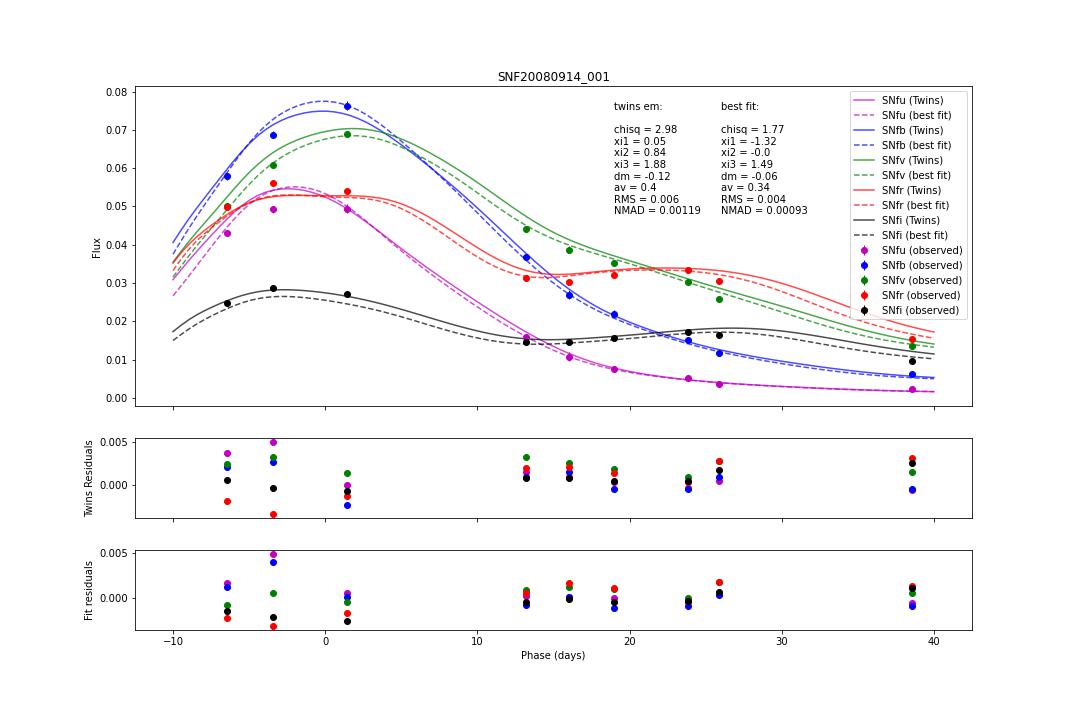 SNF20080914_001
Flux
0.08
0.07
0.06
0.05
0.04
0.03
0.02
0.01
0.00
twins em:
chisq = 2.98
xi1 = 0.05
xi2 = 0.84
xi3 = 1.88
dm = -0.12
av = 0.4
RMS = 0.006
NMAD = 0.00119
best fit:
chisq = 1.77
xi1 = -1.32
xi2 = -0.0
xi3 = 1.49
dm = -0.06
av = 0.34
RMS = 0.004
NMAD = 0.00093
SNfu (Twins)
SNfu (best fit)
SNfb (Twins)
SNfb (best fit)
SNfv (Twins)
SNfv (best fit)
SNfr (Twins)
SNfr (best fit)
SNfi (Twins)
SNfi (best fit)
SNfu (observed)
SNfb (observed)
SNfv (observed)
SNfr (observed)
SNfi (observed)
Twins Residuals
0.005
0.000
Fit residuals
0.005
0.000
−10
0
10
20
30
40
Phase (days)